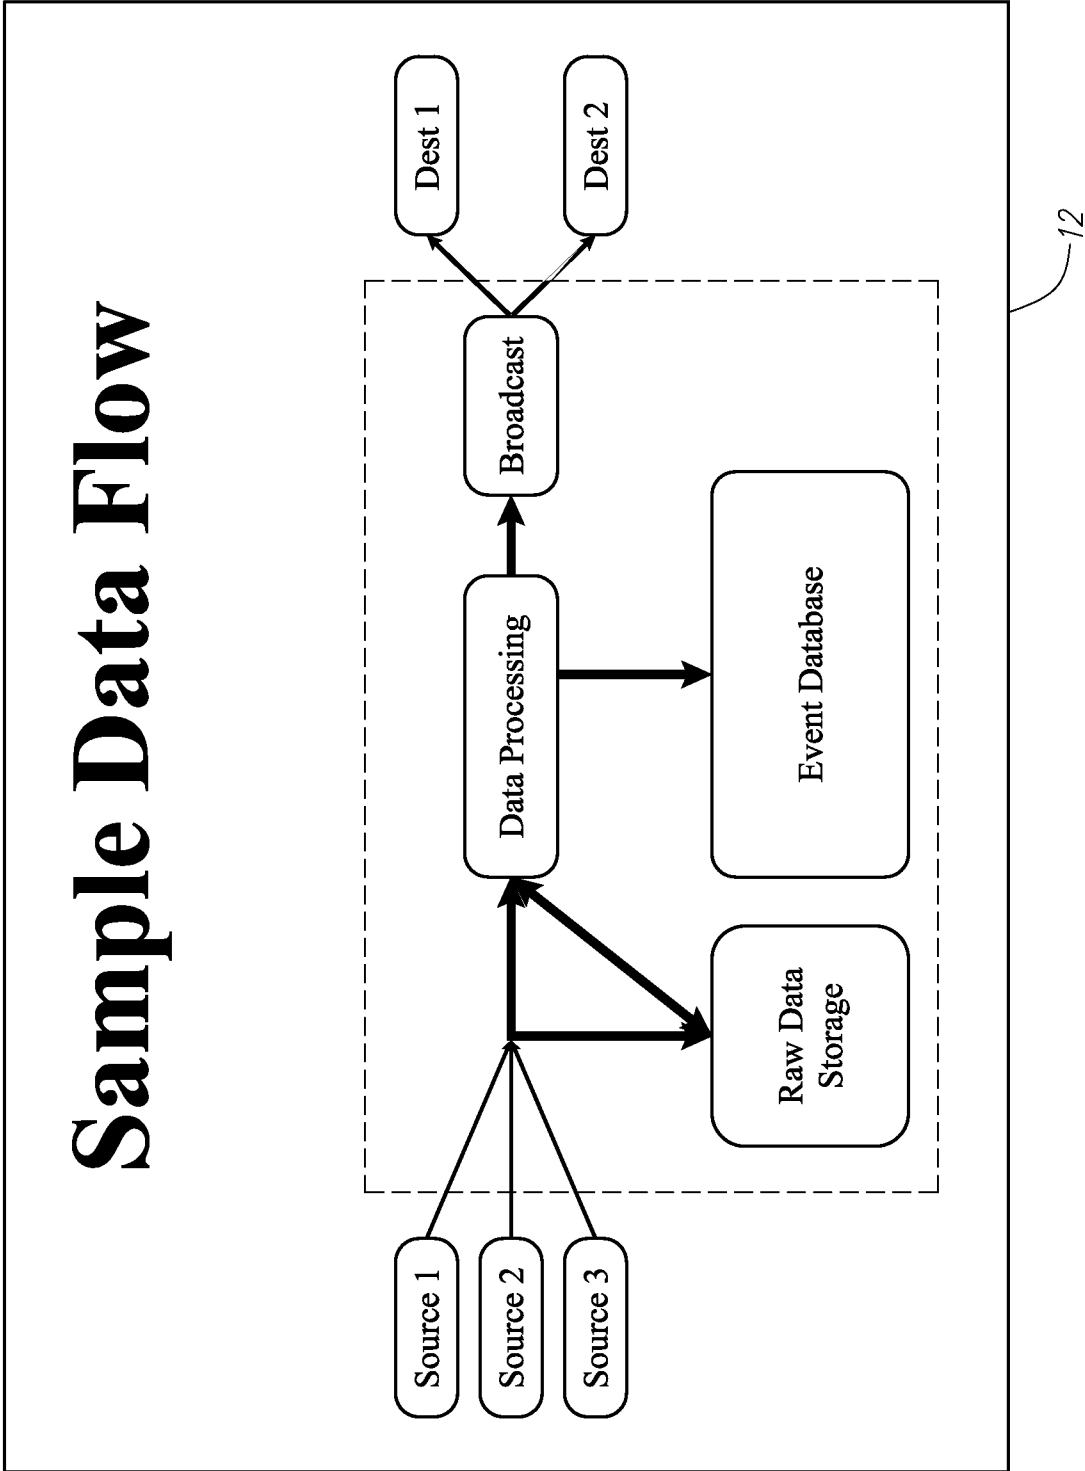 Sample Data Flow
Source 1
Source 2
Source 3
Data Processing
Broadcast
Dest 1
Dest 2
Raw Data
Storage
Event Database
12